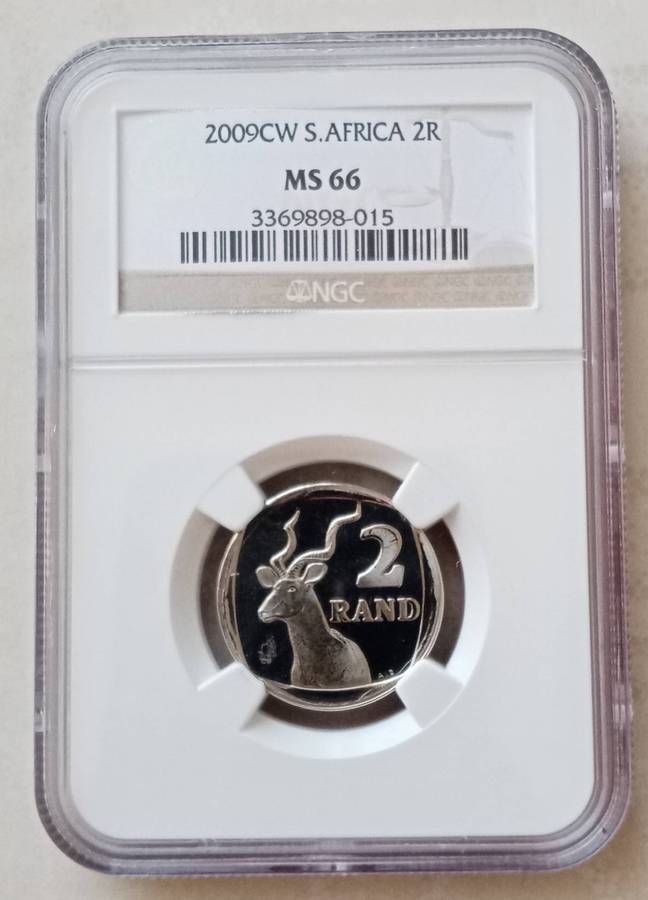 2009CW S.AFRICA 2R
MS 66
3369898-015
NGC
2
RAND